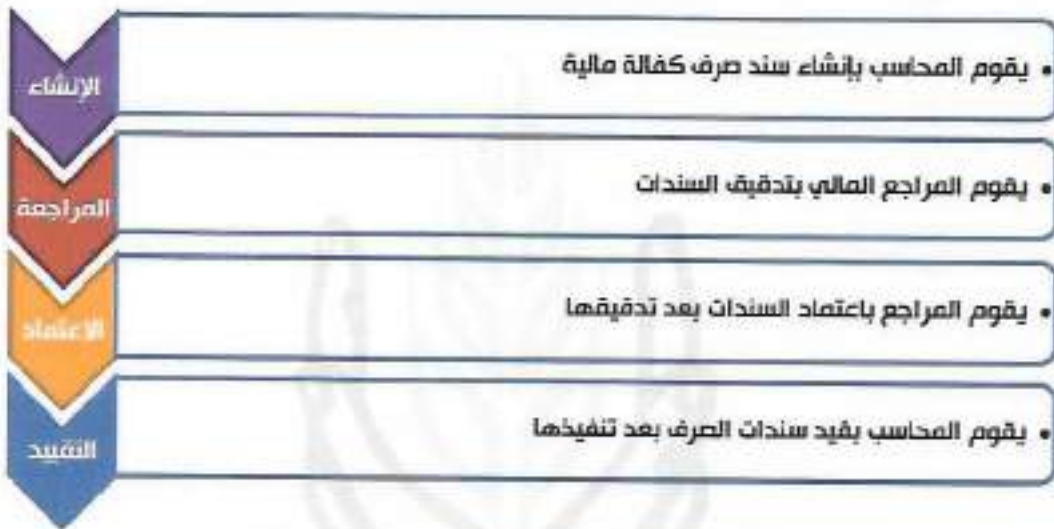 الإنشاء
• يقوم المحاسب بإنشاء سند صرف كفالة مالية
المراجعة
• يقوم المراجع المالي بتدقيق السندات
الاعتماد
• يقوم المراجع باعتماد السندات بعد تدقيقها
التقييد
• يقوم المحاسب بقيد سندات الصرف بعد تنفيذها